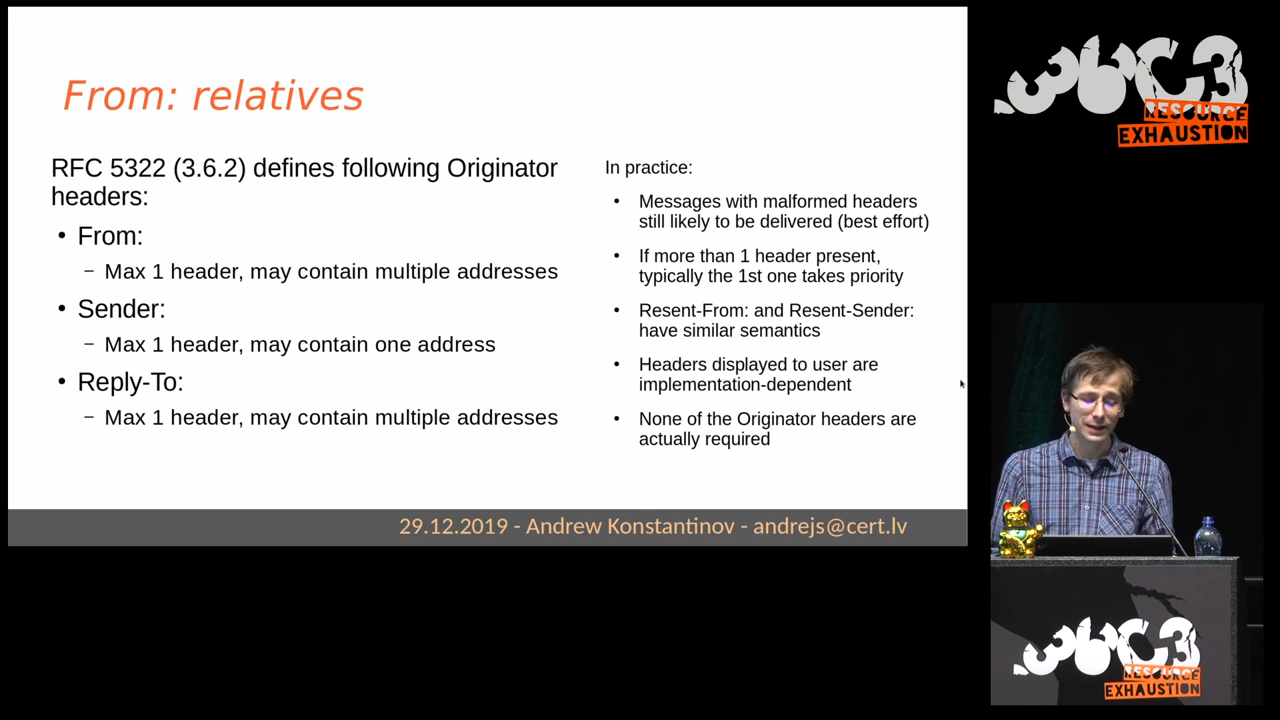 From: relatives
RFC 5322 (3.6.2) defines following Originator
headers:
• From:
– Max 1 header, may contain multiple addresses
• Sender:
– Max 1 header, may contain one address
• Reply-To:
– Max 1 header, may contain multiple addresses
In practice:
• Messages with malformed headers
still likely to be delivered (best effort)
• If more than 1 header present,
typically the 1st one takes priority
• Resent-From: and Resent-Sender:
have similar semantics
• Headers displayed to user are
implementation-dependent
• None of the Originator headers are
actually required
29.12.2019 - Andrew Konstantinov - andrejs@cert.lv
36C3
RESOURCE
EXHAUSTION
36C3
RESOURCE
EXHAUSTION